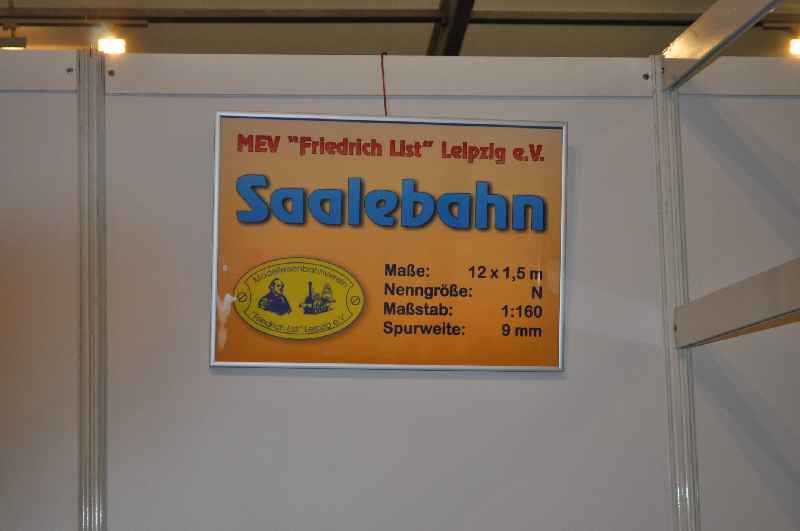 MEV "Friedrich List" Leipzig e.V.
Saalebahn
Modelleisenbahnverein
"Friedrich List" Leipzig e.V.
Maße: 12 x 1,5 m
Nenngröße: N
Maßstab: 1:160
Spurweite: 9 mm